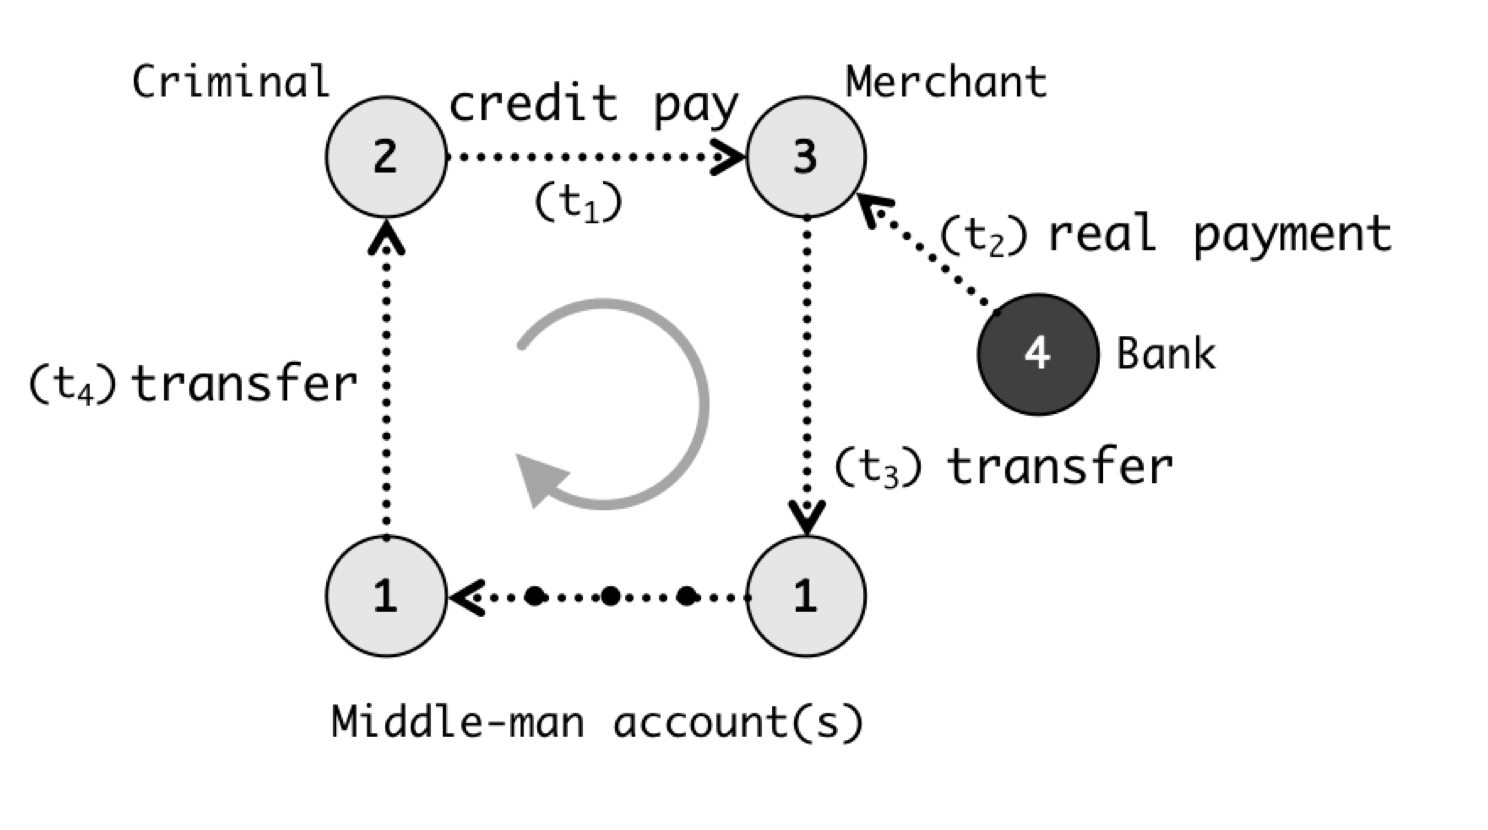 Criminal
Merchant
credit pay
2
3
(t₁)
(t₂) real payment
4
Bank
(t₄) transfer
(t₃) transfer
1
1
Middle-man account(s)